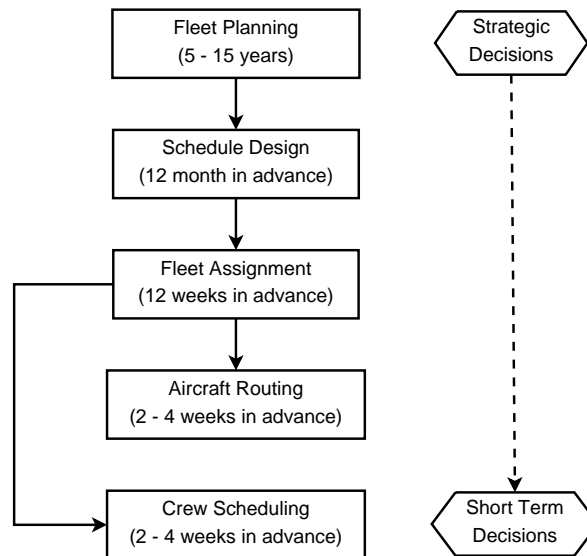 Fleet Planning
(5 - 15 years)
Strategic
Decisions
Schedule Design
(12 month in advance)
Fleet Assignment
(12 weeks in advance)
Aircraft Routing
(2 - 4 weeks in advance)
Crew Scheduling
(2 - 4 weeks in advance)
Short Term
Decisions